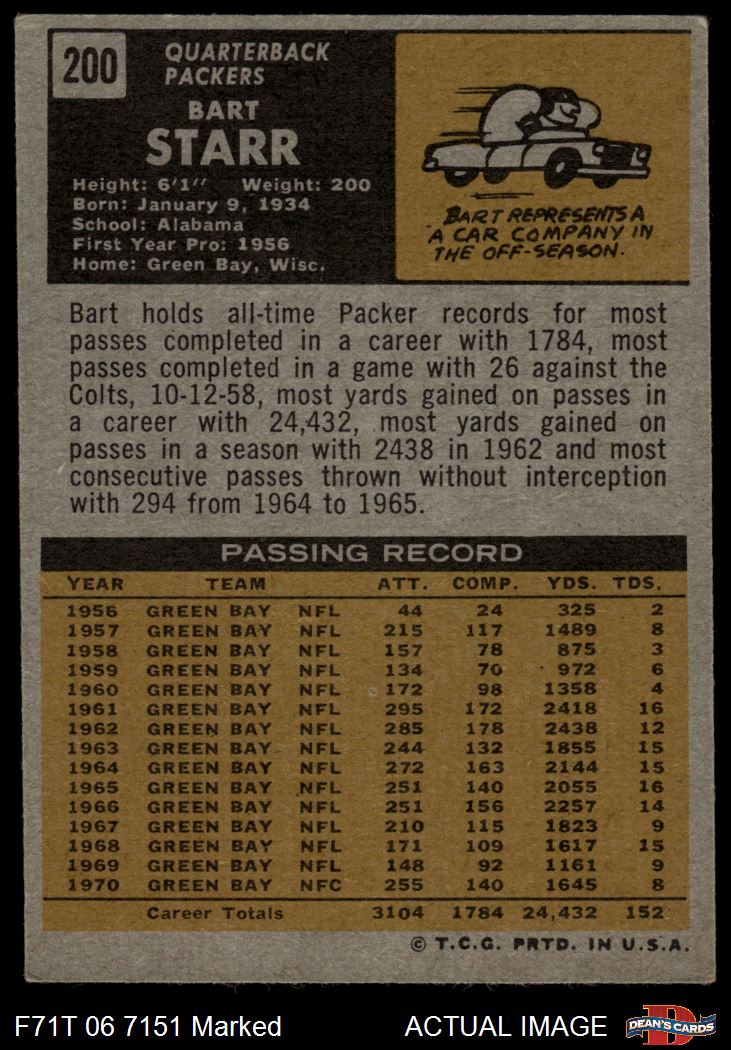 200
QUARTERBACK
PACKERS
BART
STARR
Height: 6'1" Weight: 200
Born: January 9, 1934
School: Alabama
First Year Pro: 1956
Home: Green Bay, Wisc.
BART REPRESENTS A
A CAR COMPANY IN
THE OFF-SEASON.
Bart holds all-time Packer records for most
passes completed in a career with 1784, most
passes completed in a game with 26 against the
Colts, 10-12-58, most yards gained on passes in
a career with 24,432, most yards gained on
passes in a season with 2438 in 1962 and most
consecutive passes thrown without interception
with 294 from 1964 to 1965.
PASSING RECORD
YEAR TEAM ATT. COMP. YDS. TDS.
1956 GREEN BAY NFL 44 24 325 2
1957 GREEN BAY NFL 215 117 1489 8
1958 GREEN BAY NFL 157 78 875 3
1959 GREEN BAY NFL 134 70 972 6
1960 GREEN BAY NFL 172 98 1358 4
1961 GREEN BAY NFL 295 172 2418 16
1962 GREEN BAY NFL 285 178 2438 12
1963 GREEN BAY NFL 244 132 1855 15
1964 GREEN BAY NFL 272 163 2144 15
1965 GREEN BAY NFL 251 140 2055 16
1966 GREEN BAY NFL 251 156 2257 14
1967 GREEN BAY NFL 210 115 1823 9
1968 GREEN BAY NFL 171 109 1617 15
1969 GREEN BAY NFL 148 92 1161 9
1970 GREEN BAY NFC 255 140 1645 8
Career Totals 3104 1784 24,432 152
© T.C.G. PRTD. IN U.S.A.
F71T 06 7151 Marked ACTUAL IMAGE D DEAN'S CARDS